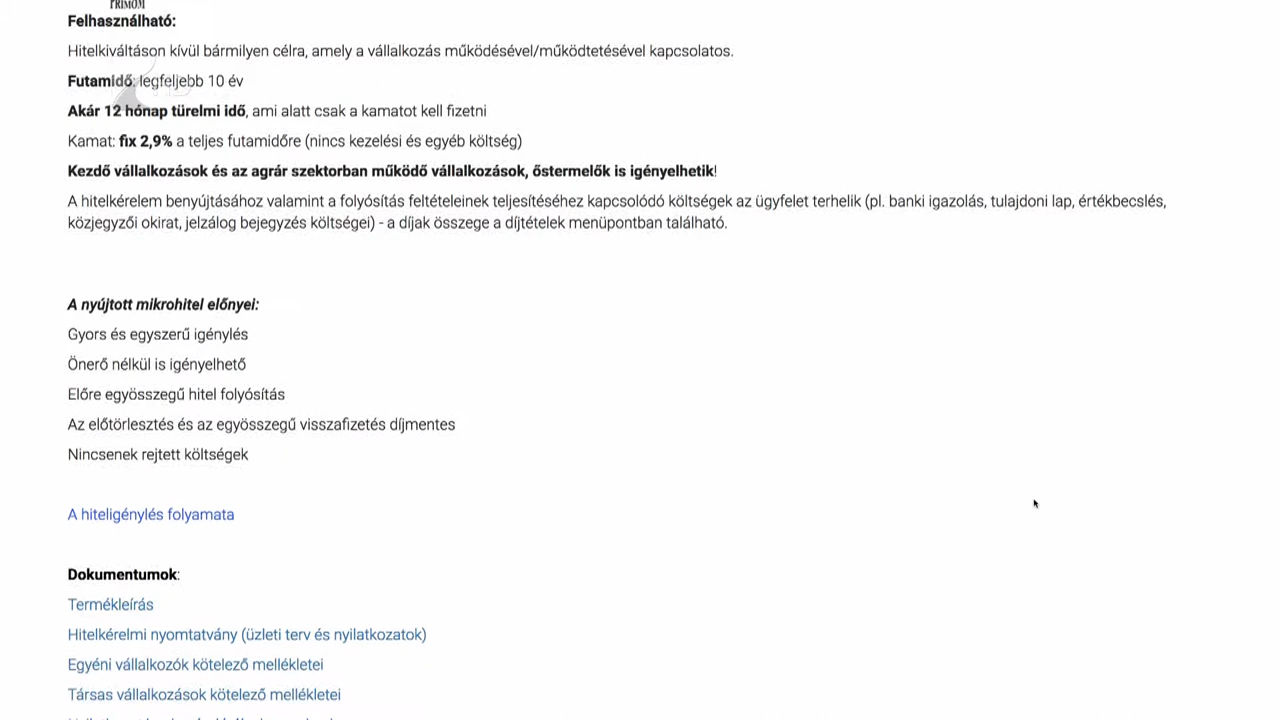 PRIMOM
Felhasználható:
Hitelkiváltáson kívül bármilyen célra, amely a vállalkozás működésével/működtetésével kapcsolatos.
Futamidő: legfeljebb 10 év
Akár 12 hónap türelmi idő, ami alatt csak a kamatot kell fizetni
Kamat: fix 2,9% a teljes futamidőre (nincs kezelési és egyéb költség)
Kezdő vállalkozások és az agrár szektorban működő vállalkozások, őstermelők is igényelhetik!
A hitelkérelem benyújtásához valamint a folyósítás feltételeinek teljesítéséhez kapcsolódó költségek az ügyfelet terhelik (pl. banki igazolás, tulajdoni lap, értékbecslés,
közjegyzői okirat, jelzálog bejegyzés költségei) - a díjak összege a díjtételek menüpontban található.
A nyújtott mikrohitel előnyei:
Gyors és egyszerű igénylés
Önerő nélkül is igényelhető
Előre egyösszegű hitel folyósítás
Az előtörlesztés és az egyösszegű visszafizetés díjmentes
Nincsenek rejtett költségek
A hiteligénylés folyamata
Dokumentumok:
Termékleírás
Hitelkérelmi nyomtatvány (üzleti terv és nyilatkozatok)
Egyéni vállalkozók kötelező mellékletei
Társas vállalkozások kötelező mellékletei